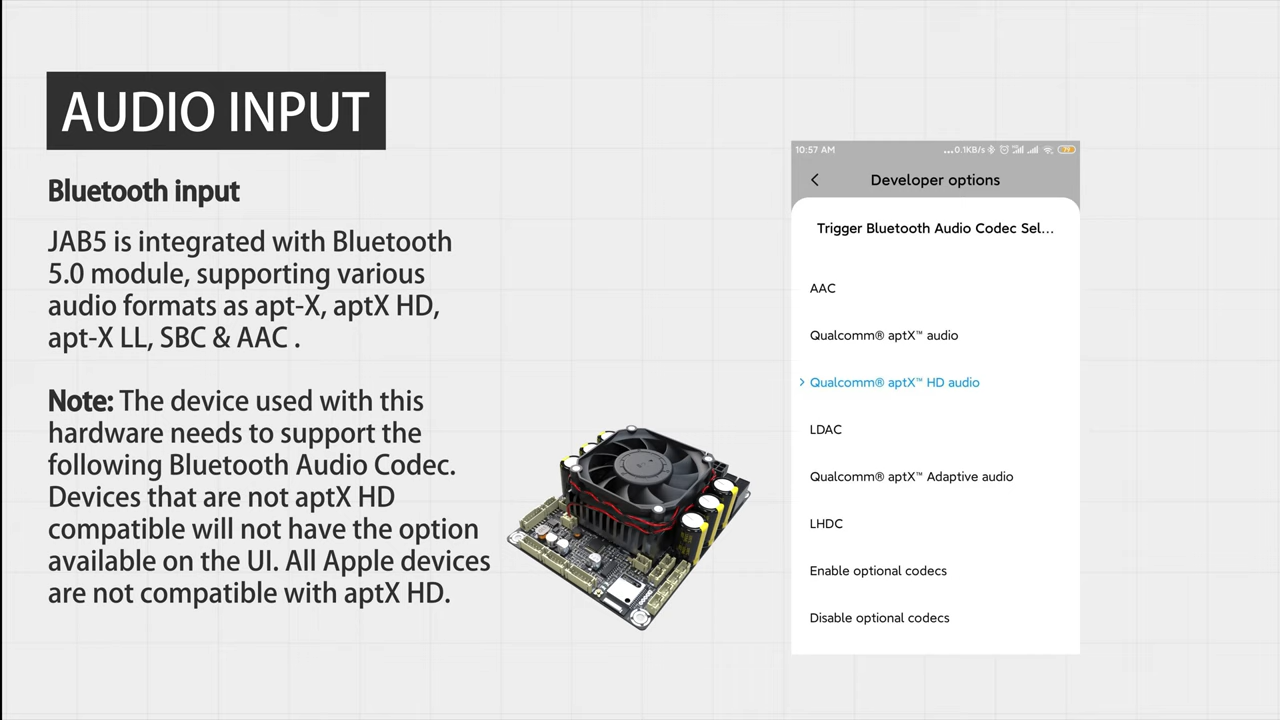 AUDIO INPUT
Bluetooth input
JAB5 is integrated with Bluetooth
5.0 module, supporting various
audio formats as apt-X, aptX HD,
apt-X LL, SBC & AAC .
Note: The device used with this
hardware needs to support the
following Bluetooth Audio Codec.
Devices that are not aptX HD
compatible will not have the option
available on the UI. All Apple devices
are not compatible with aptX HD.
10:57 AM
...0.1KB/s
Developer options
Trigger Bluetooth Audio Codec Sel...
AAC
Qualcomm® aptX™ audio
Qualcomm® aptX™ HD audio
LDAC
Qualcomm® aptX™ Adaptive audio
LHDC
Enable optional codecs
Disable optional codecs